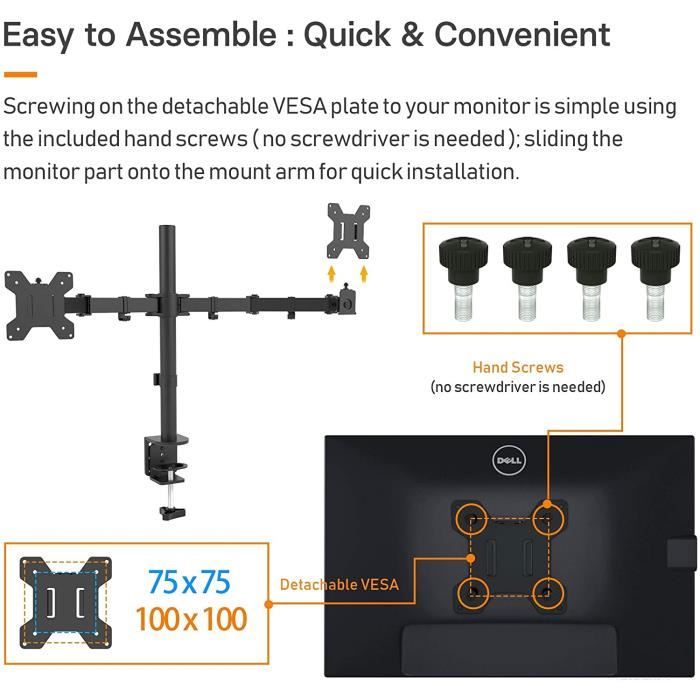 Easy to Assemble : Quick & Convenient
Screwing on the detachable VESA plate to your monitor is simple using
the included hand screws ( no screwdriver is needed ); sliding the
monitor part onto the mount arm for quick installation.
Hand Screws
(no screwdriver is needed)
DELL
75x75
100x100
Detachable VESA